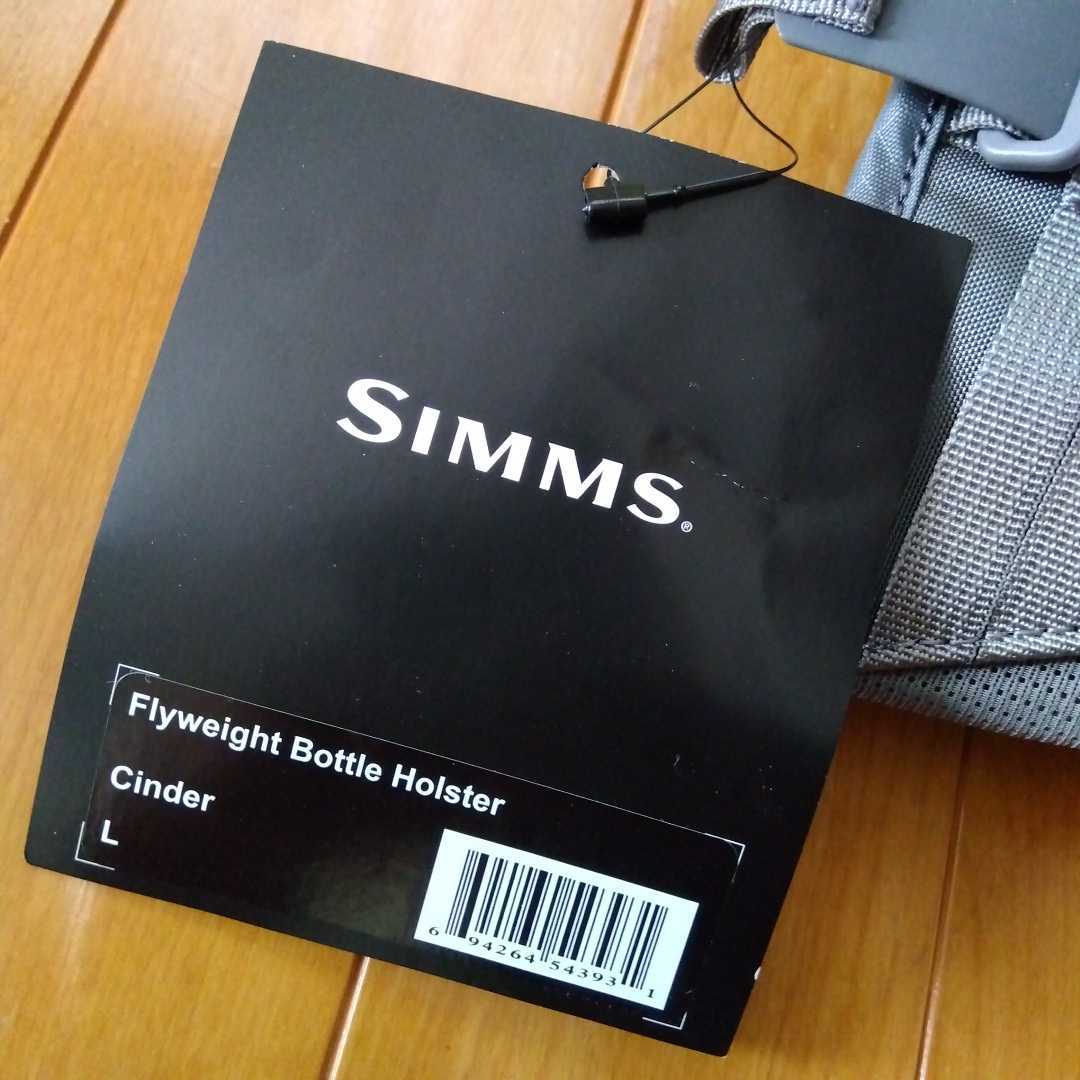 SIMMS®
Flyweight Bottle Holster
Cinder
L
6 94264 54393 1